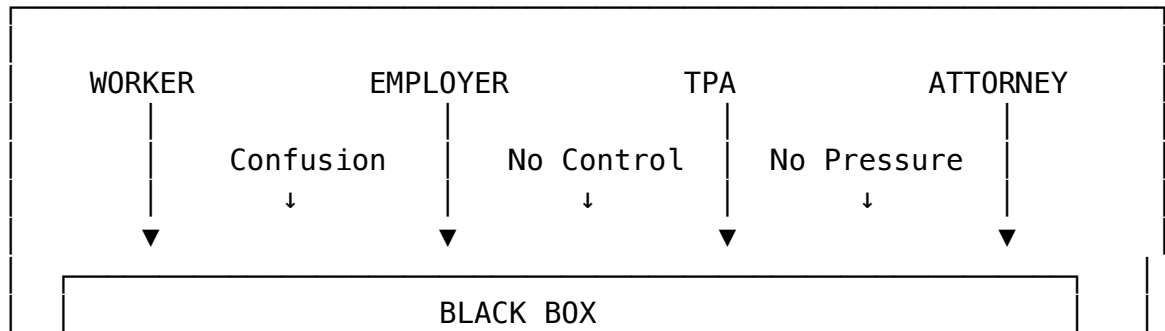 WORKER EMPLOYER TPA ATTORNEY
Confusion No Control No Pressure
↓ ↓ ↓
▼ ▼ ▼ ▼
BLACK BOX